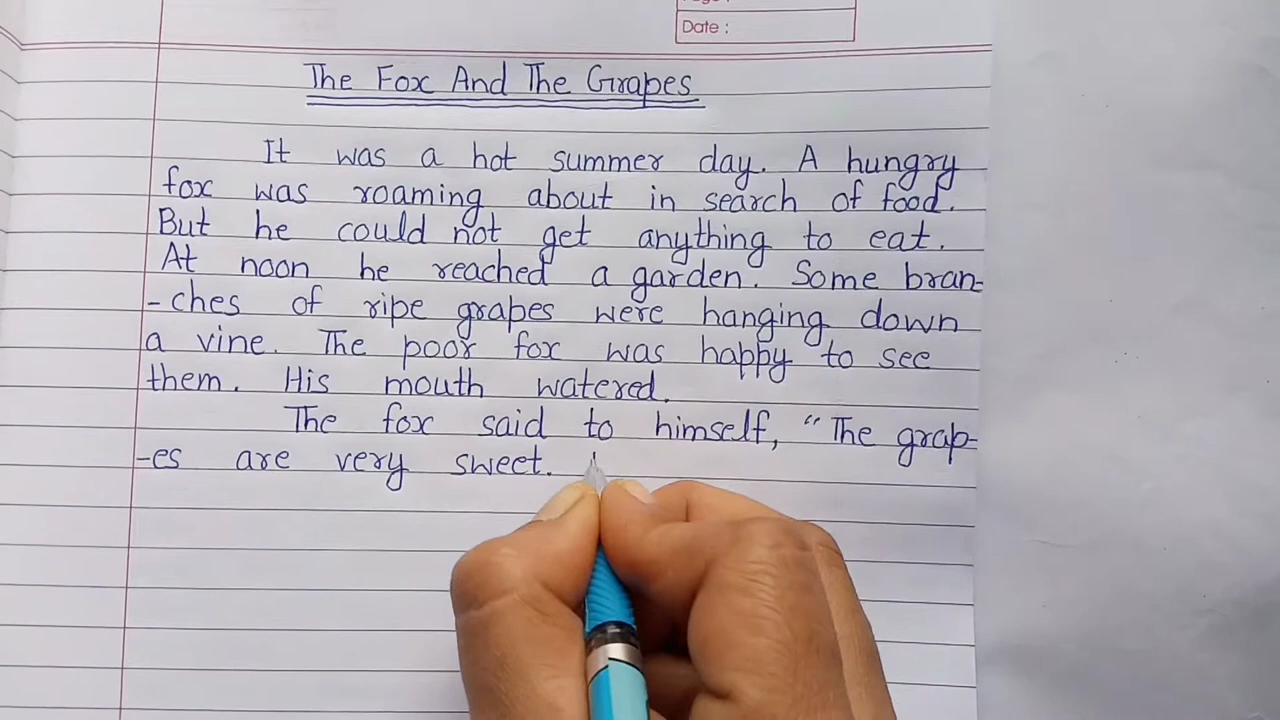 Date :
The Fox And The Grapes
It was a hot summer day. A hungry
fox was roaming about in search of food.
But he could not get anything to eat.
At noon he reached a garden. Some bran-
-ches of ripe grapes were hanging down
a vine. The poor fox was happy to see
them. His mouth watered.
The fox said to himself, "The grap-
-es are very sweet.